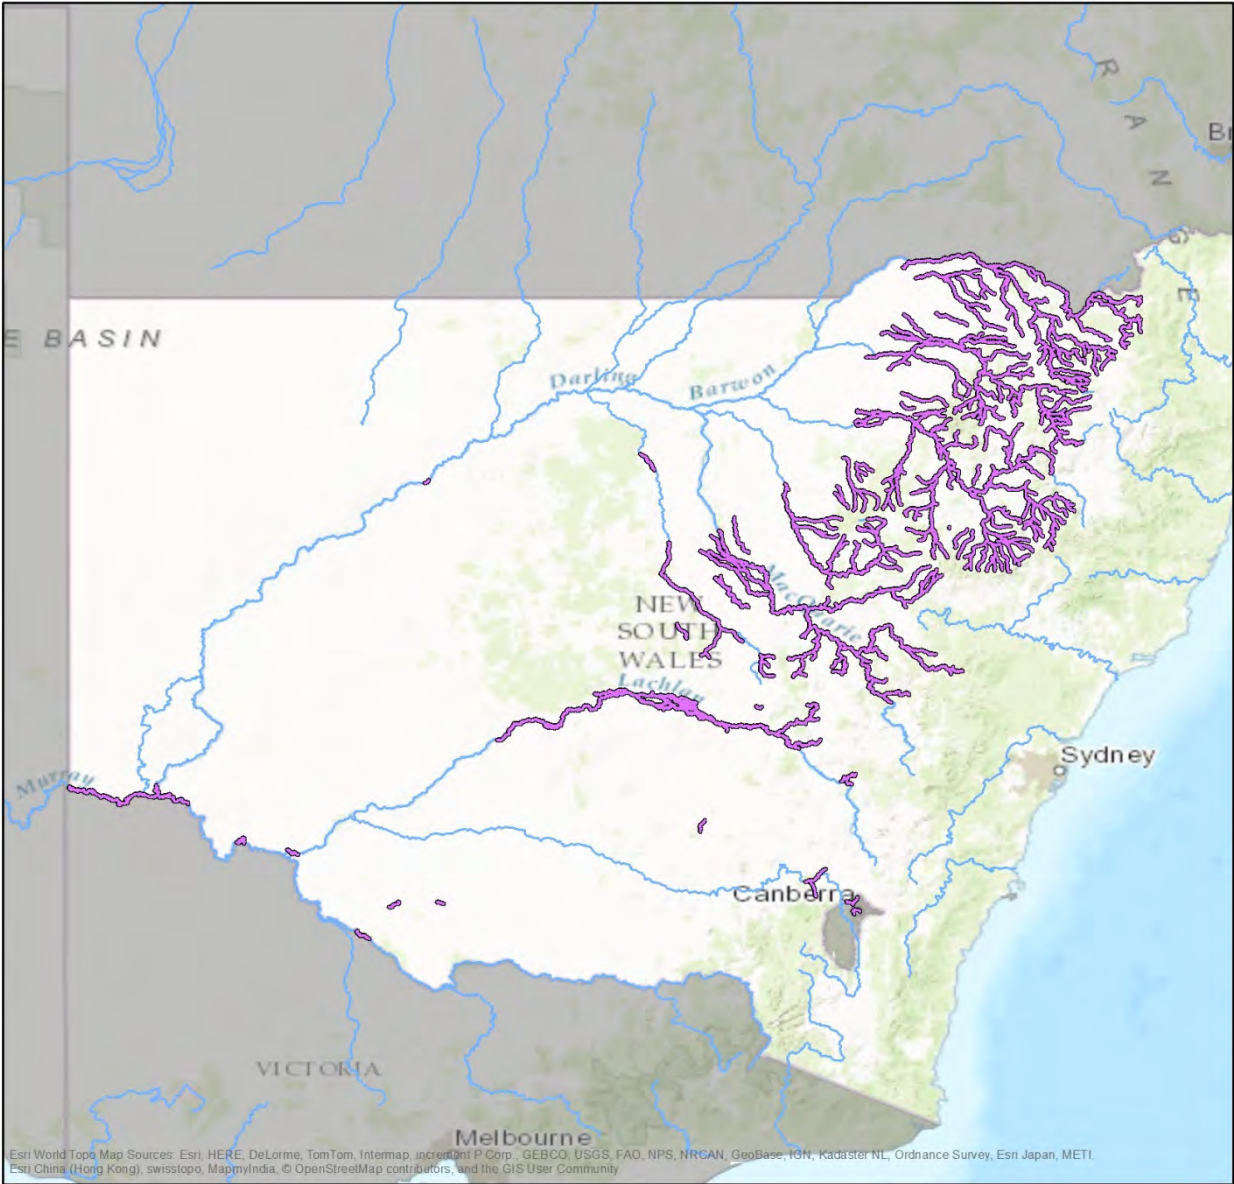 R A N G E
Br
E BASIN
Darling
Barwon
MacQuarie
NEW
SOUTH
WALES
Lachlan
Murray
Sydney
Canberra
VICTORIA
Melbourne
Esri World Topo Map Sources: Esri, HERE, DeLorme, TomTom, Intermap, increment P Corp., GEBCO, USGS, FAO, NPS, NRCAN, GeoBase, IGN, Kadaster NL, Ordnance Survey, Esri Japan, METI,
Esri China (Hong Kong), swisstopo, MapmyIndia, © OpenStreetMap contributors, and the GIS User Community